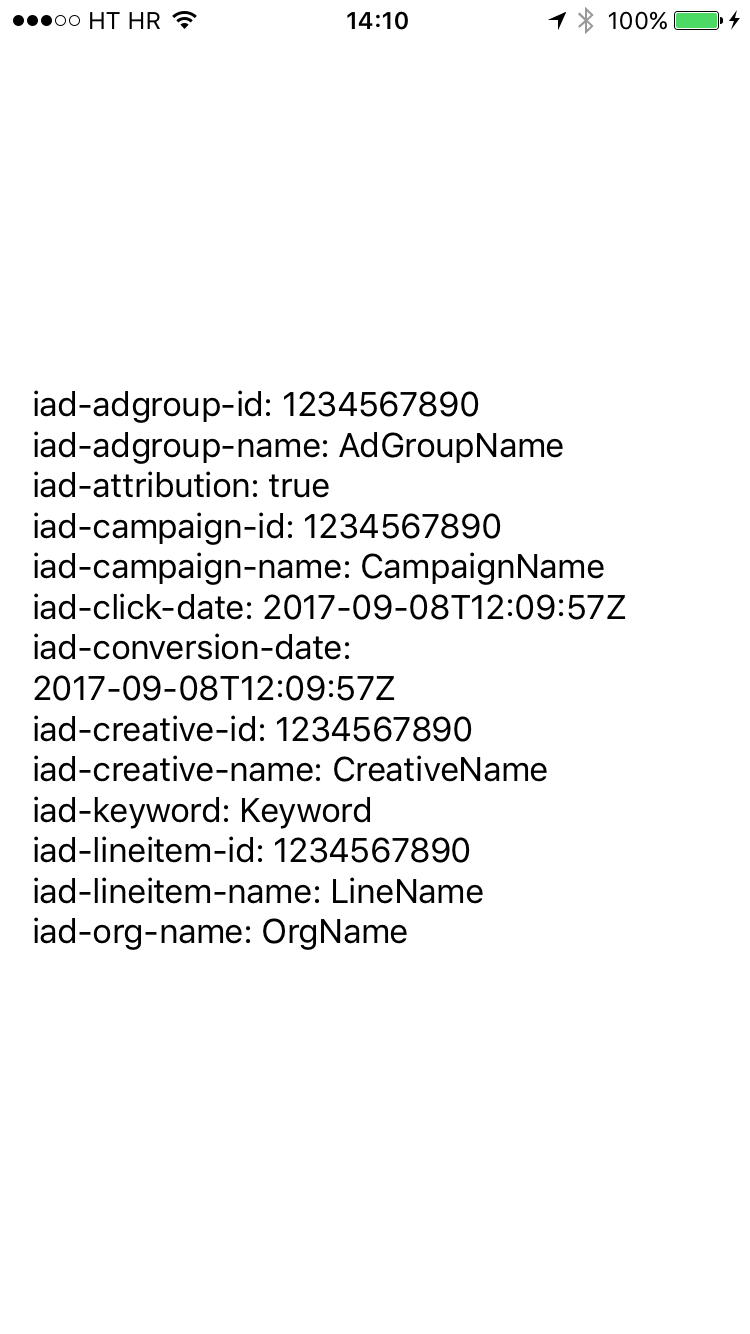 HT HR 14:10 100%
iad-adgroup-id: 1234567890
iad-adgroup-name: AdGroupName
iad-attribution: true
iad-campaign-id: 1234567890
iad-campaign-name: CampaignName
iad-click-date: 2017-09-08T12:09:57Z
iad-conversion-date:
2017-09-08T12:09:57Z
iad-creative-id: 1234567890
iad-creative-name: CreativeName
iad-keyword: Keyword
iad-lineitem-id: 1234567890
iad-lineitem-name: LineName
iad-org-name: OrgName